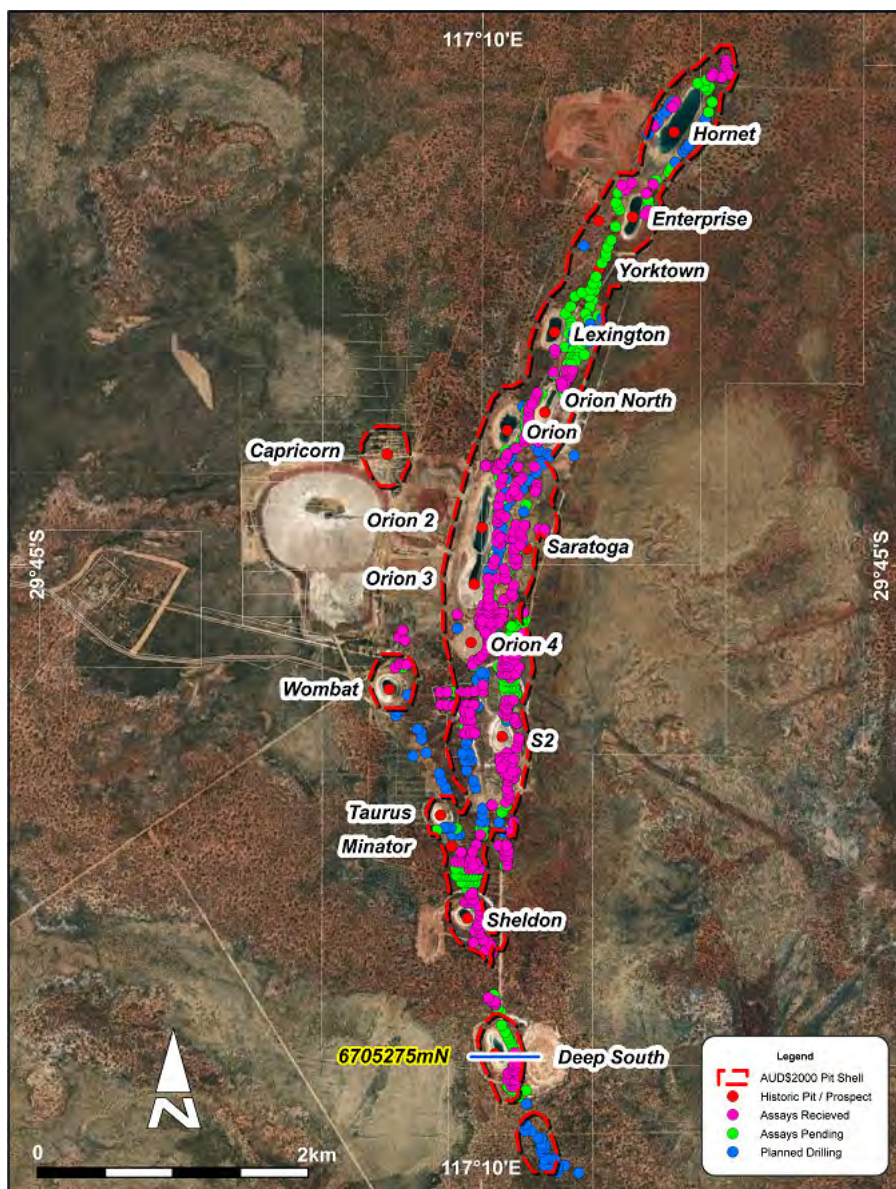 117°10'E
Hornet
Enterprise
Yorktown
Lexington
Orion North
Orion
Capricorn
Orion 2
Saratoga
29°45'S
29°45'S
Orion 3
Orion 4
Wombat
S2
Taurus
Minator
Sheldon
6705275mN
Deep South
N
0
2km
117°10'E
Legend
AUD$2000 Pit Shell
Historic Pit / Prospect
Assays Recieved
Assays Pending
Planned Drilling